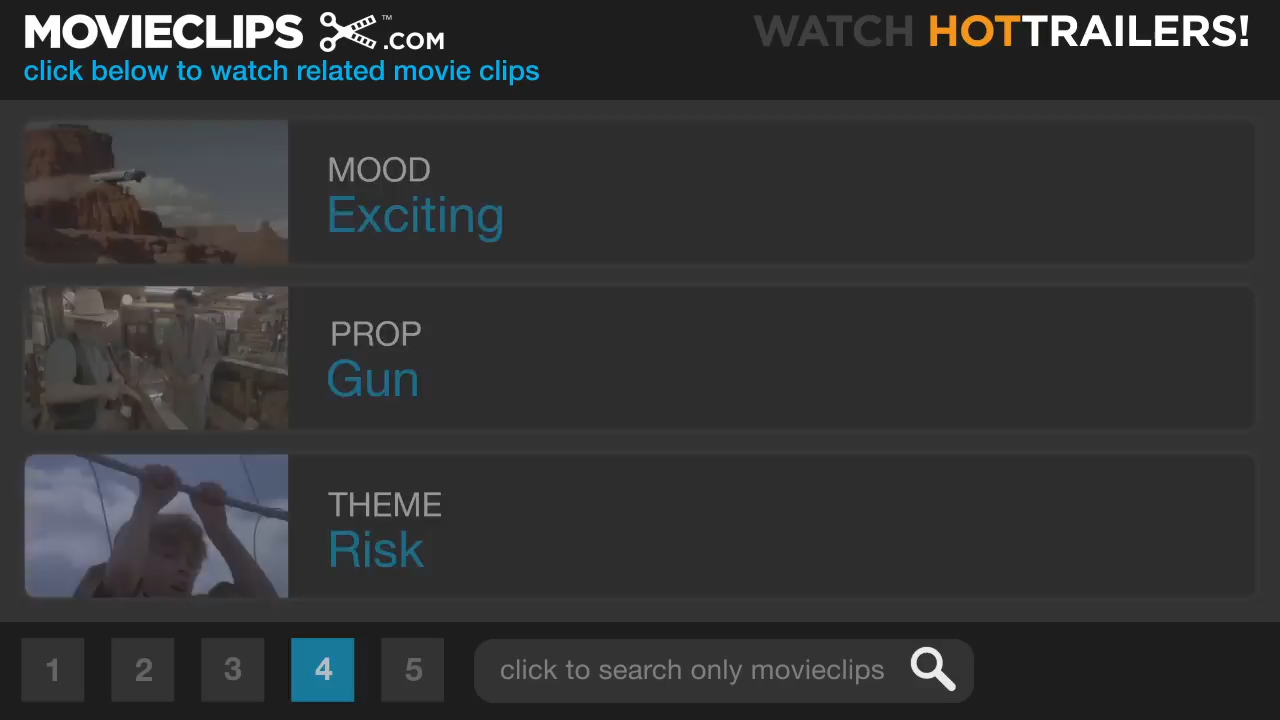 MOVIECLIPS ™ .COM
WATCH HOTTRAILERS!
click below to watch related movie clips
MOOD
Exciting
PROP
Gun
THEME
Risk
1 2 3 4 5
click to search only movieclips